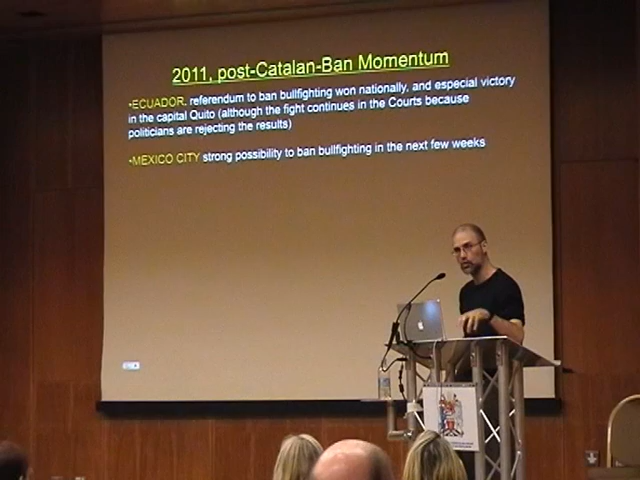 2011, post-Catalan-Ban Momentum
•ECUADOR, referendum to ban bullfighting won nationally, and especial victory
in the capital Quito (although the fight continues in the Courts because
politicians are rejecting the results)
•MEXICO CITY strong possibility to ban bullfighting in the next few weeks